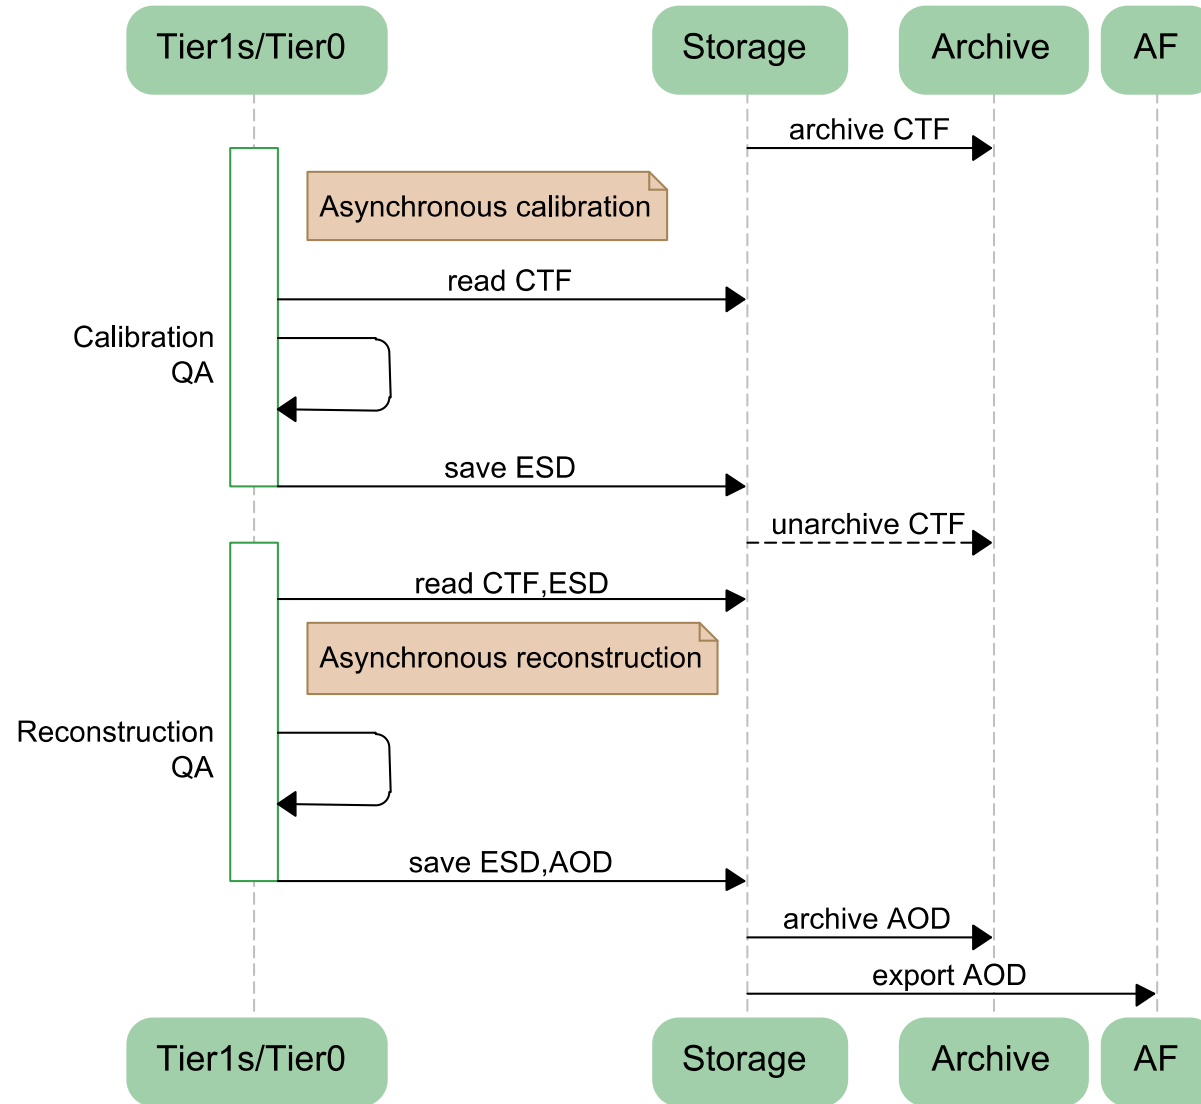 Tier1s/Tier0
Storage
Archive
AF
archive CTF
Asynchronous calibration
read CTF
Calibration
QA
save ESD
unarchive CTF
read CTF,ESD
Asynchronous reconstruction
Reconstruction
QA
save ESD,AOD
archive AOD
export AOD
Tier1s/Tier0
Storage
Archive
AF